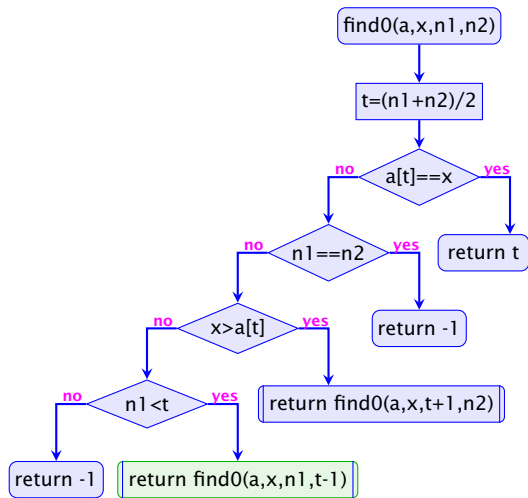 find0(a,x,n1,n2)
t=(n1+n2)/2
a[t]==x
no
yes
return t
n1==n2
no
yes
return -1
x>a[t]
no
yes
return find0(a,x,t+1,n2)
n1<t
no
yes
return -1
return find0(a,x,n1,t-1)